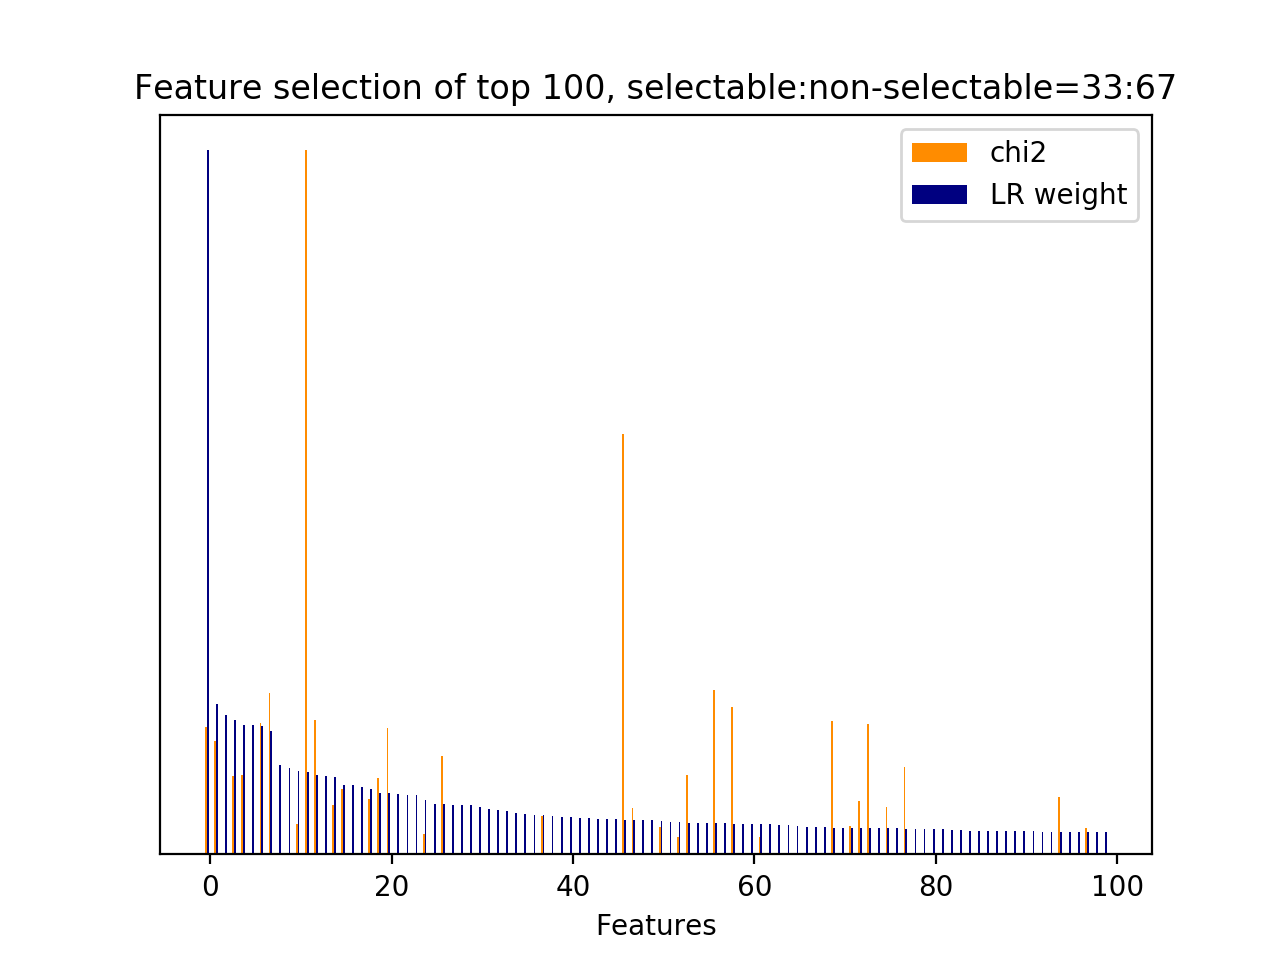 Feature selection of top 100, selectable:non-selectable=33:67
chi2
LR weight
0 20 40 60 80 100
Features